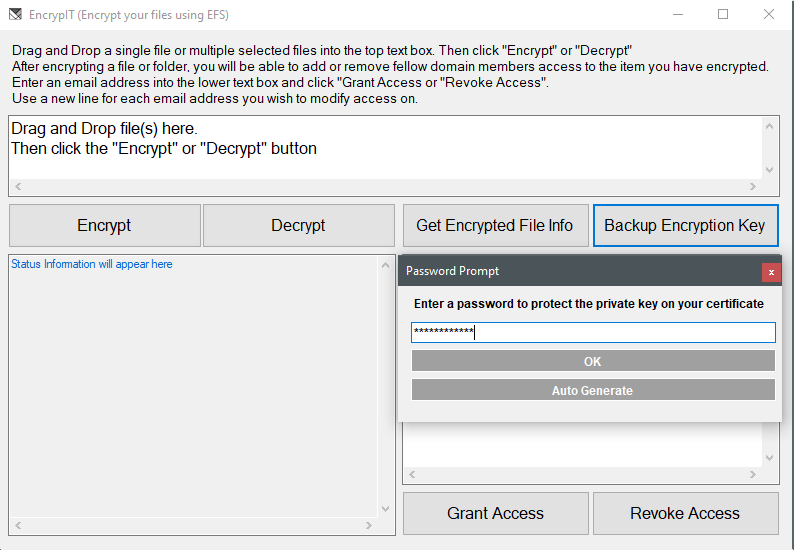 EncrypIT (Encrypt your files using EFS)
Drag and Drop a single file or multiple selected files into the top text box. Then click "Encrypt" or "Decrypt"
After encrypting a file or folder, you will be able to add or remove fellow domain members access to the item you have encrypted.
Enter an email address into the lower text box and click "Grant Access or "Revoke Access".
Use a new line for each email address you wish to modify access on.
Drag and Drop file(s) here.
Then click the "Encrypt" or "Decrypt" button
Encrypt
Decrypt
Get Encrypted File Info
Backup Encryption Key
Status Information will appear here
Password Prompt
x
Enter a password to protect the private key on your certificate
************
OK
Auto Generate
Grant Access
Revoke Access